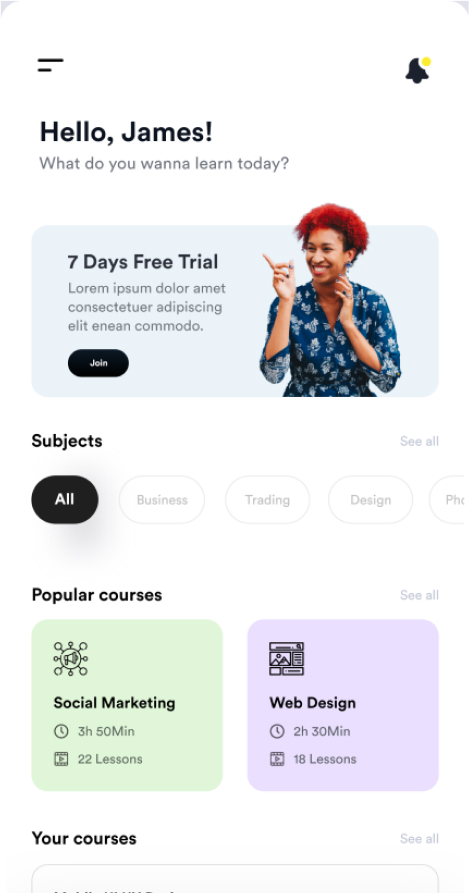 Hello, James!
What do you wanna learn today?
7 Days Free Trial
Lorem ipsum dolor amet
consectetuer adipiscing
elit enean commodo.
Join
Subjects
See all
All
Business
Trading
Design
Popular courses
See all
Social Marketing
3h 50Min
22 Lessons
Web Design
2h 30Min
18 Lessons
Your courses
See all